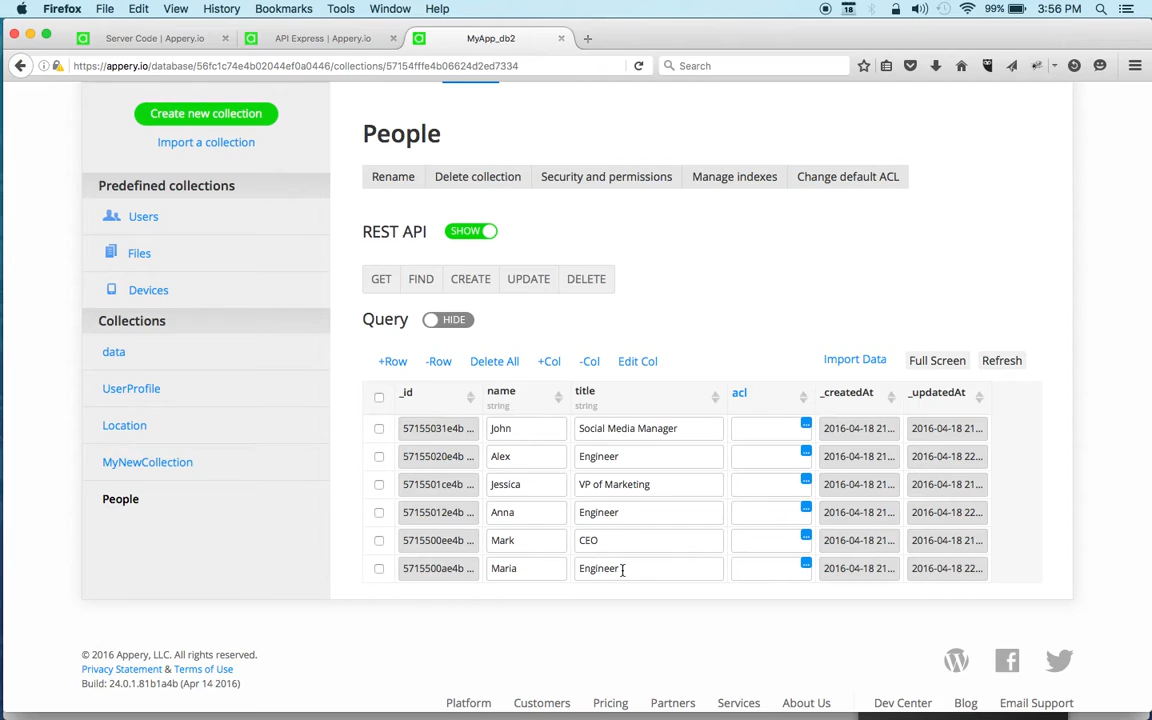 Firefox File Edit View History Bookmarks Tools Window Help 18 99% 3:56 PM
Server Code | Appery.io
API Express | Appery.io
MyApp_db2
https://appery.io/database/56fc1c74e4b02044ef0a0446/collections/57154fffe4b06624d2ed7334
Search
Create new collection
Import a collection
Predefined collections
Users
Files
Devices
Collections
data
UserProfile
Location
MyNewCollection
People
People
Rename Delete collection Security and permissions Manage indexes Change default ACL
REST API SHOW
GET FIND CREATE UPDATE DELETE
Query HIDE
+Row -Row Delete All +Col -Col Edit Col Import Data Full Screen Refresh
_id name title acl _createdAt _updatedAt
string string
57155031e4b ... John Social Media Manager ... 2016-04-18 21... 2016-04-18 21...
57155020e4b ... Alex Engineer ... 2016-04-18 21... 2016-04-18 22...
5715501ce4b ... Jessica VP of Marketing ... 2016-04-18 21... 2016-04-18 21...
57155012e4b ... Anna Engineer ... 2016-04-18 21... 2016-04-18 22...
5715500ee4b ... Mark CEO ... 2016-04-18 21... 2016-04-18 21...
5715500ae4b ... Maria Engineer ... 2016-04-18 21... 2016-04-18 22...
© 2016 Appery, LLC. All rights reserved.
Privacy Statement & Terms of Use
Build: 24.0.1.81b1a4b (Apr 14 2016)
Platform Customers Pricing Partners Services About Us Dev Center Blog Email Support